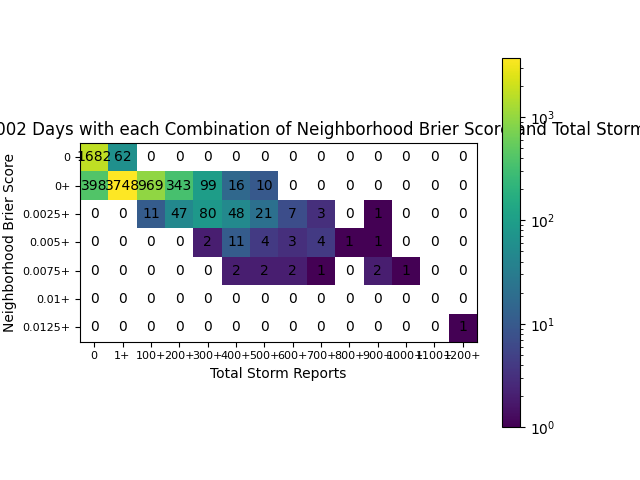 002 Days with each Combination of Neighborhood Brier Score and Total Storm
Neighborhood Brier Score
0 1682 62 0 0 0 0 0 0 0 0 0 0 0 0
0+ 398 3748 969 343 99 16 10 0 0 0 0 0 0 0
0.0025+ 0 0 11 47 80 48 21 7 3 0 1 0 0 0
0.005+ 0 0 0 0 2 11 4 3 4 1 1 0 0 0
0.0075+ 0 0 0 0 0 2 2 2 1 0 2 1 0 0
0.01+ 0 0 0 0 0 0 0 0 0 0 0 0 0 0
0.0125+ 0 0 0 0 0 0 0 0 0 0 0 0 0 1
0 1+ 100+ 200+ 300+ 400+ 500+ 600+ 700+ 800+ 900+ 1000+ 1100+ 1200+
Total Storm Reports
10³
10²
10¹
10⁰